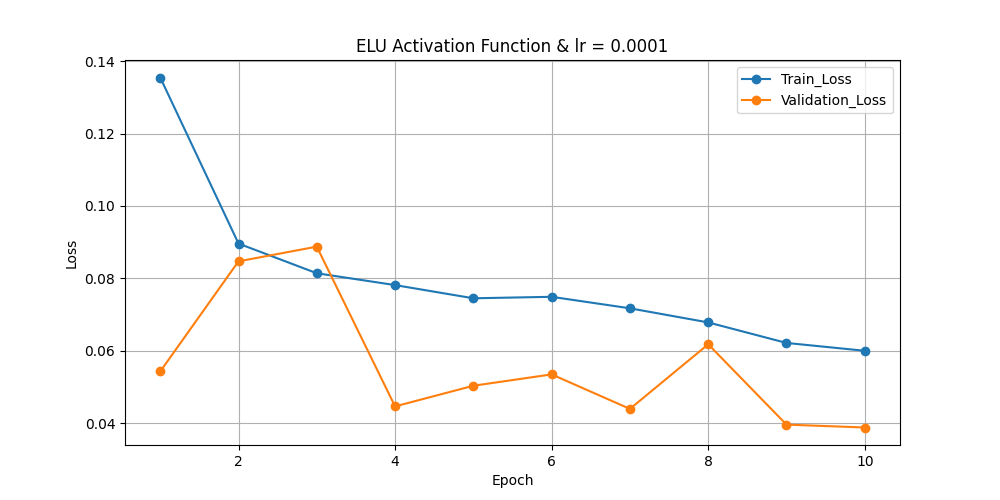 ELU Activation Function & lr = 0.0001
Train_Loss
Validation_Loss
Loss
0.14
0.12
0.10
0.08
0.06
0.04
2 4 6 8 10
Epoch